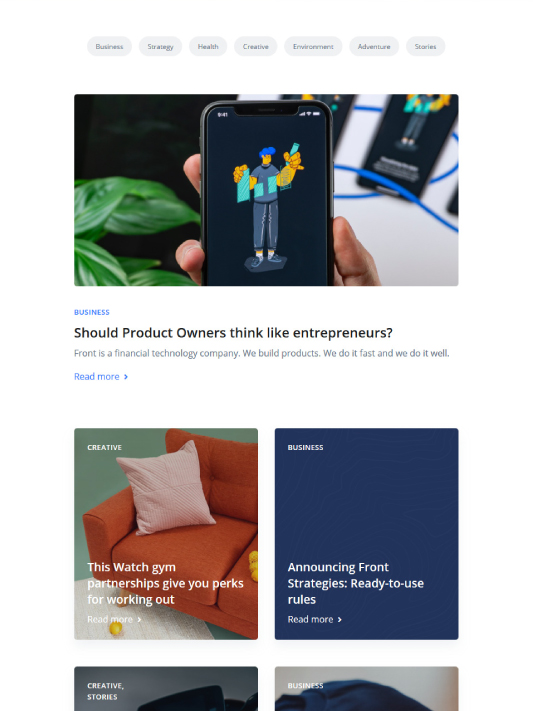 Business
Strategy
Health
Creative
Environment
Adventure
Stories
9:41
BUSINESS
Should Product Owners think like entrepreneurs?
Front is a financial technology company. We build products. We do it fast and we do it well.
Read more
CREATIVE
This Watch gym
partnerships give you perks
for working out
Read more
BUSINESS
Announcing Front
Strategies: Ready-to-use
rules
Read more
CREATIVE,
STORIES
BUSINESS